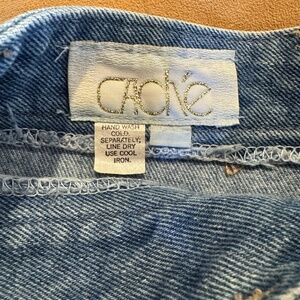 Caché
HAND WASH
COLD.
SEPARATELY.
LINE DRY
USE COOL
IRON.